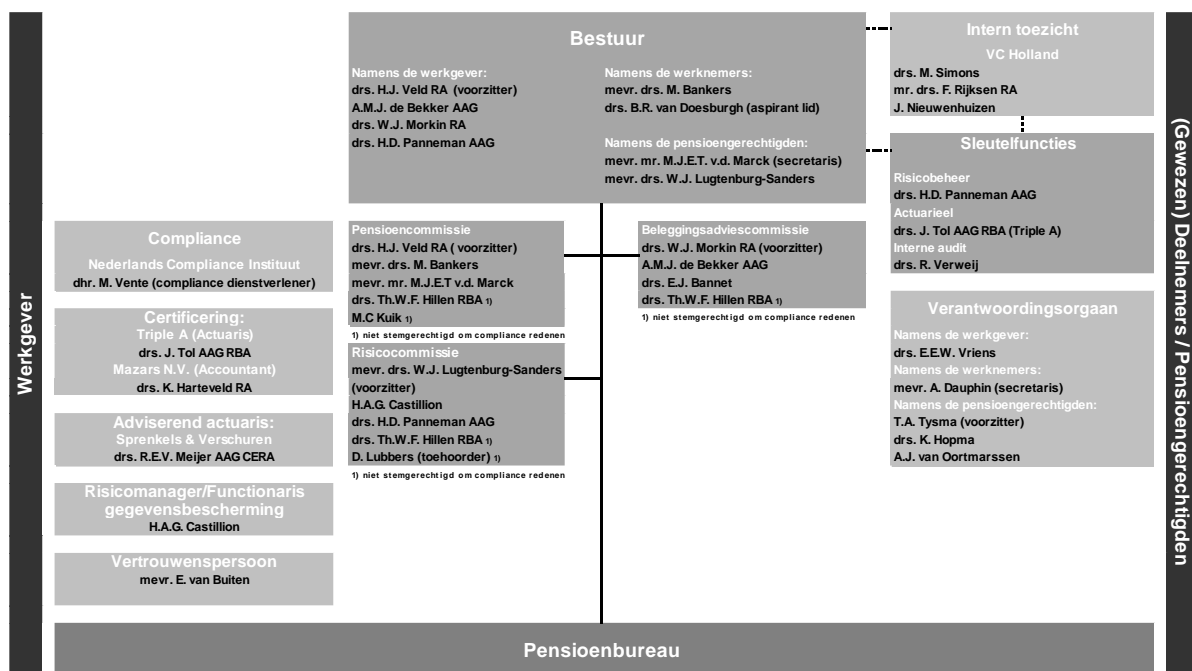 Werkgever
Bestuur
Namens de werkgever:
drs. H.J. Veld RA (voorzitter)
A.M.J. de Bekker AAG
drs. W.J. Morkin RA
drs. H.D. Panneman AAG
Namens de werknemers:
mevr. drs. M. Bankers
drs. B.R. van Doesburgh (aspirant lid)
Namens de pensioengerechtigden:
mevr. mr. M.J.E.T. v.d. Marck (secretaris)
mevr. drs. W.J. Lugtenburg-Sanders
Intern toezicht
VC Holland
drs. M. Simons
mr. drs. F. Rijksen RA
J. Nieuwenhuizen
Sleutelfuncties
Risicobeheer
drs. H.D. Panneman AAG
Actuarieel
drs. J. Tol AAG RBA (Triple A)
Interne audit
drs. R. Verweij
Compliance
Nederlands Compliance Instituut
dhr. M. Vente (compliance dienstverlener)
Certificering:
Triple A (Actuaris)
drs. J. Tol AAG RBA
Mazars N.V. (Accountant)
drs. K. Harteveld RA
Adviserend actuaris:
Sprenkels & Verschuren
drs. R.E.V. Meijer AAG CERA
Risicomanager/Functionaris
gegevensbescherming
H.A.G. Castillion
Vertrouwenspersoon
mevr. E. van Buiten
Pensioencommissie
drs. H.J. Veld RA ( voorzitter)
mevr. drs. M. Bankers
mevr. mr. M.J.E.T v.d. Marck
drs. Th.W.F. Hillen RBA 1)
M.C Kuik 1)
1) niet stemgerechtigd om compliance redenen
Risicocommissie
mevr. drs. W.J. Lugtenburg-Sanders
(voorzitter)
H.A.G. Castillion
drs. H.D. Panneman AAG
drs. Th.W.F. Hillen RBA 1)
D. Lubbers (toehoorder) 1)
1) niet stemgerechtigd om compliance redenen
Beleggingsadviescommissie
drs. W.J. Morkin RA (voorzitter)
A.M.J. de Bekker AAG
drs. E.J. Bannet
drs. Th.W.F. Hillen RBA 1)
1) niet stemgerechtigd om compliance redenen
Verantwoordingsorgaan
Namens de werkgever:
drs. E.E.W. Vriens
Namens de werknemers:
mevr. A. Dauphin (secretaris)
Namens de pensioengerechtigden:
T.A. Tysma (voorzitter)
drs. K. Hopma
A.J. van Oortmarssen
(Gewezen) Deelnemers / Pensioengerechtigden
Pensioenbureau